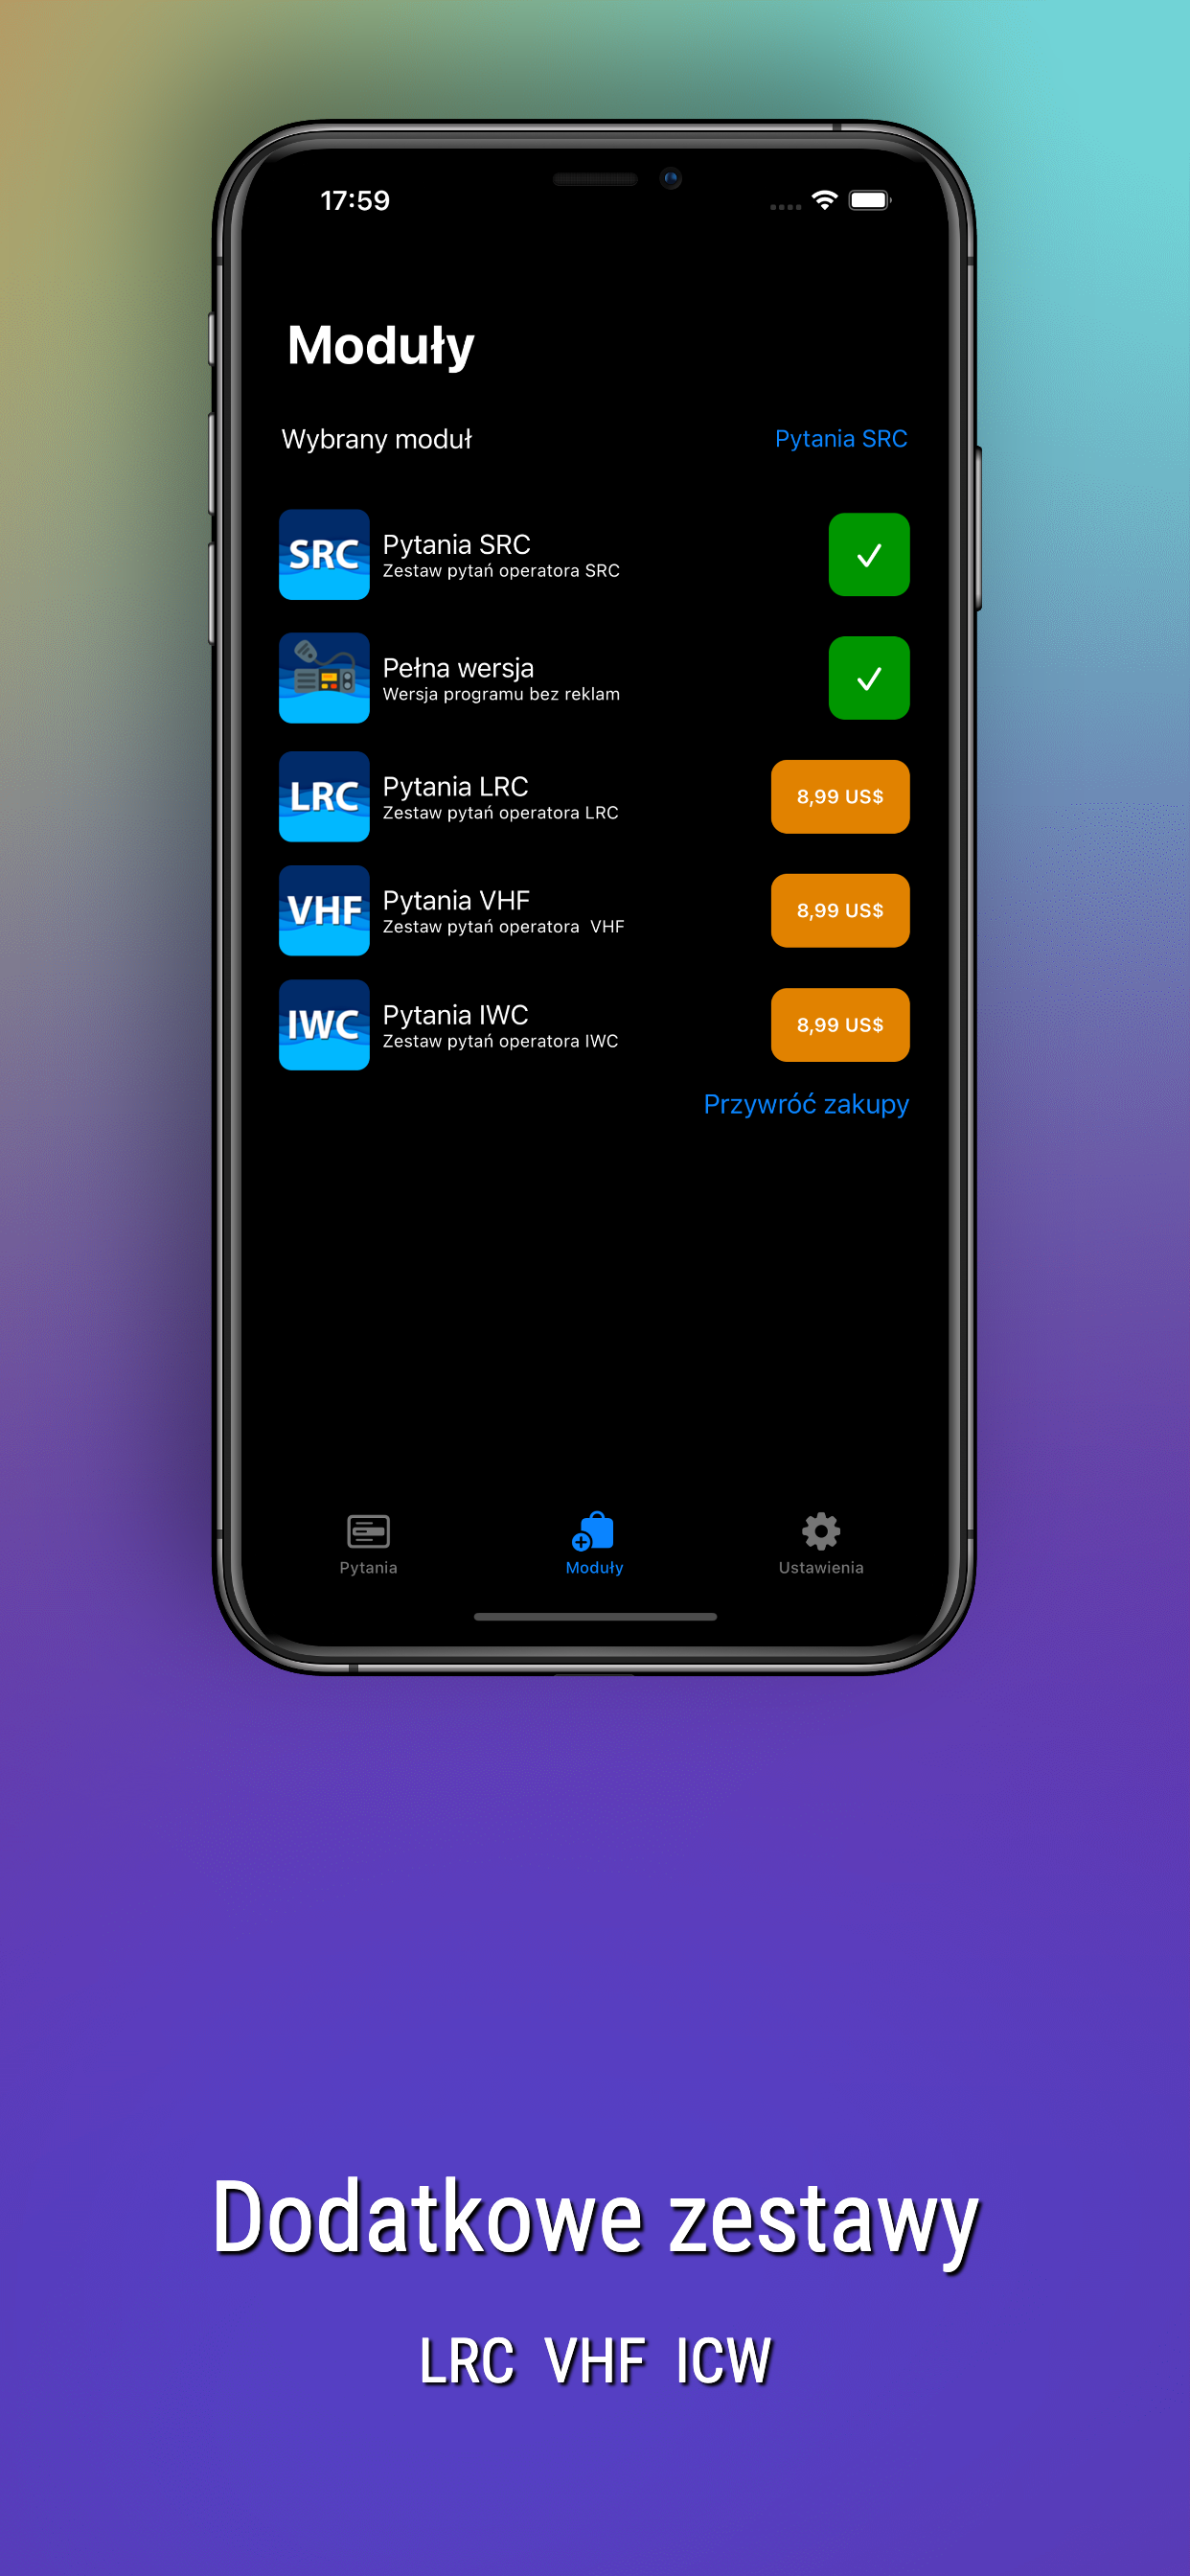 17:59
Moduły
Wybrany moduł Pytania SRC
SRC Pytania SRC
Zestaw pytań operatora SRC
Pełna wersja
Wersja programu bez reklam
LRC Pytania LRC 8,99 US$
Zestaw pytań operatora LRC
VHF Pytania VHF 8,99 US$
Zestaw pytań operatora VHF
IWC Pytania IWC 8,99 US$
Zestaw pytań operatora IWC
Przywróć zakupy
Pytania Moduły Ustawienia
Dodatkowe zestawy
LRC VHF ICW